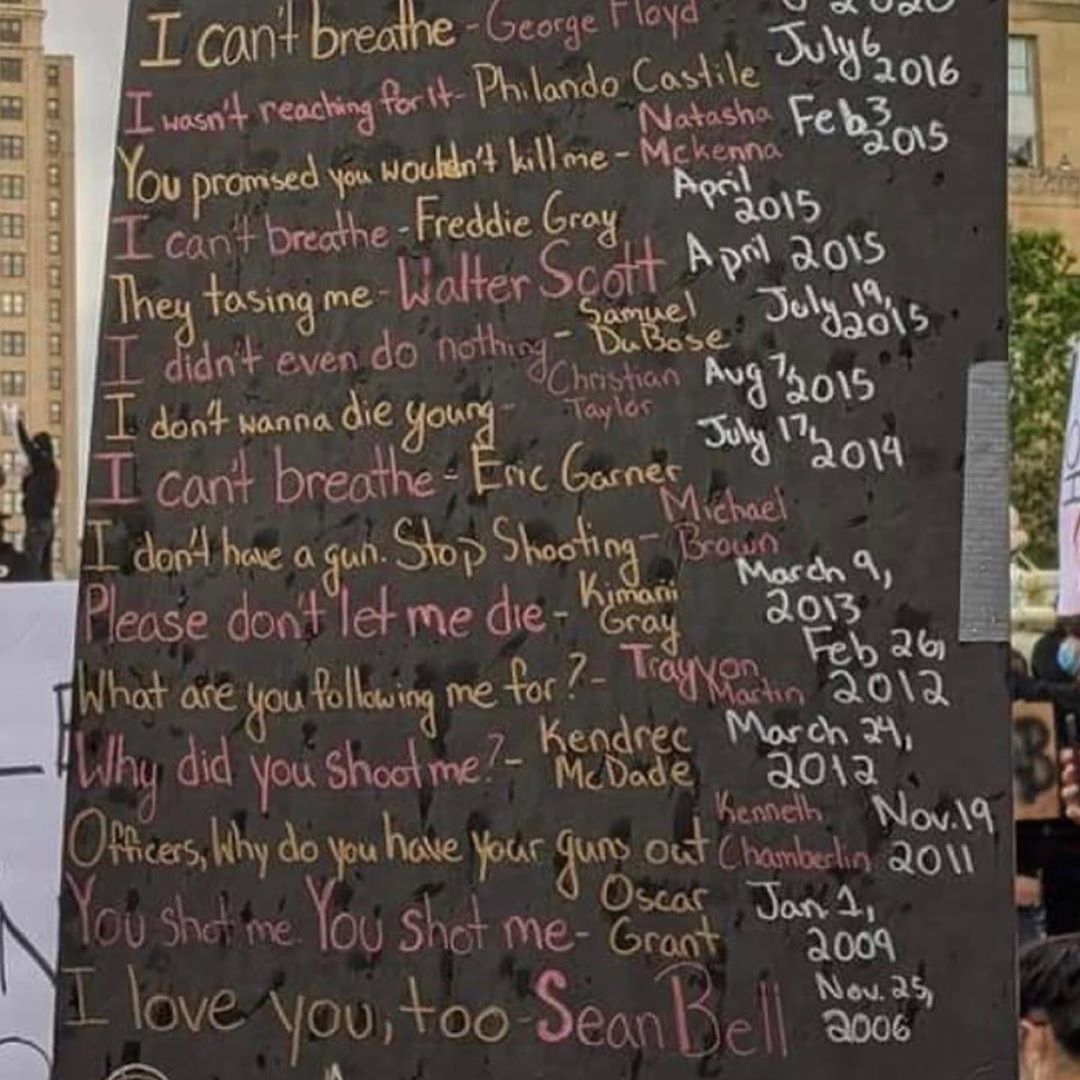 I can't breathe - George Floyd 2020
I wasn't reaching for it - Philando Castile July 6 2016
You promised you wouldn't kill me - Natasha Mckenna Feb 3 2015
I can't breathe - Freddie Gray April 2015
They tasing me - Walter Scott April 2015
I didn't even do nothing - Samuel DuBose July 19, 2015
I don't wanna die young - Christian Taylor Aug 7, 2015
I can't breathe - Eric Garner July 17, 2014
I don't have a gun. Stop Shooting - Michael Brown
Please don't let me die - Kimani Gray March 9, 2013
What are you following me for? - Trayvon Martin Feb 26, 2012
Why did you shoot me? - Kendrec McDade March 24, 2012
Officers, Why do you have your guns out Kenneth Chamberlin Nov. 19 2011
You shot me. You shot me - Oscar Grant Jan 1, 2009
I love you, too - Sean Bell Nov. 25, 2006